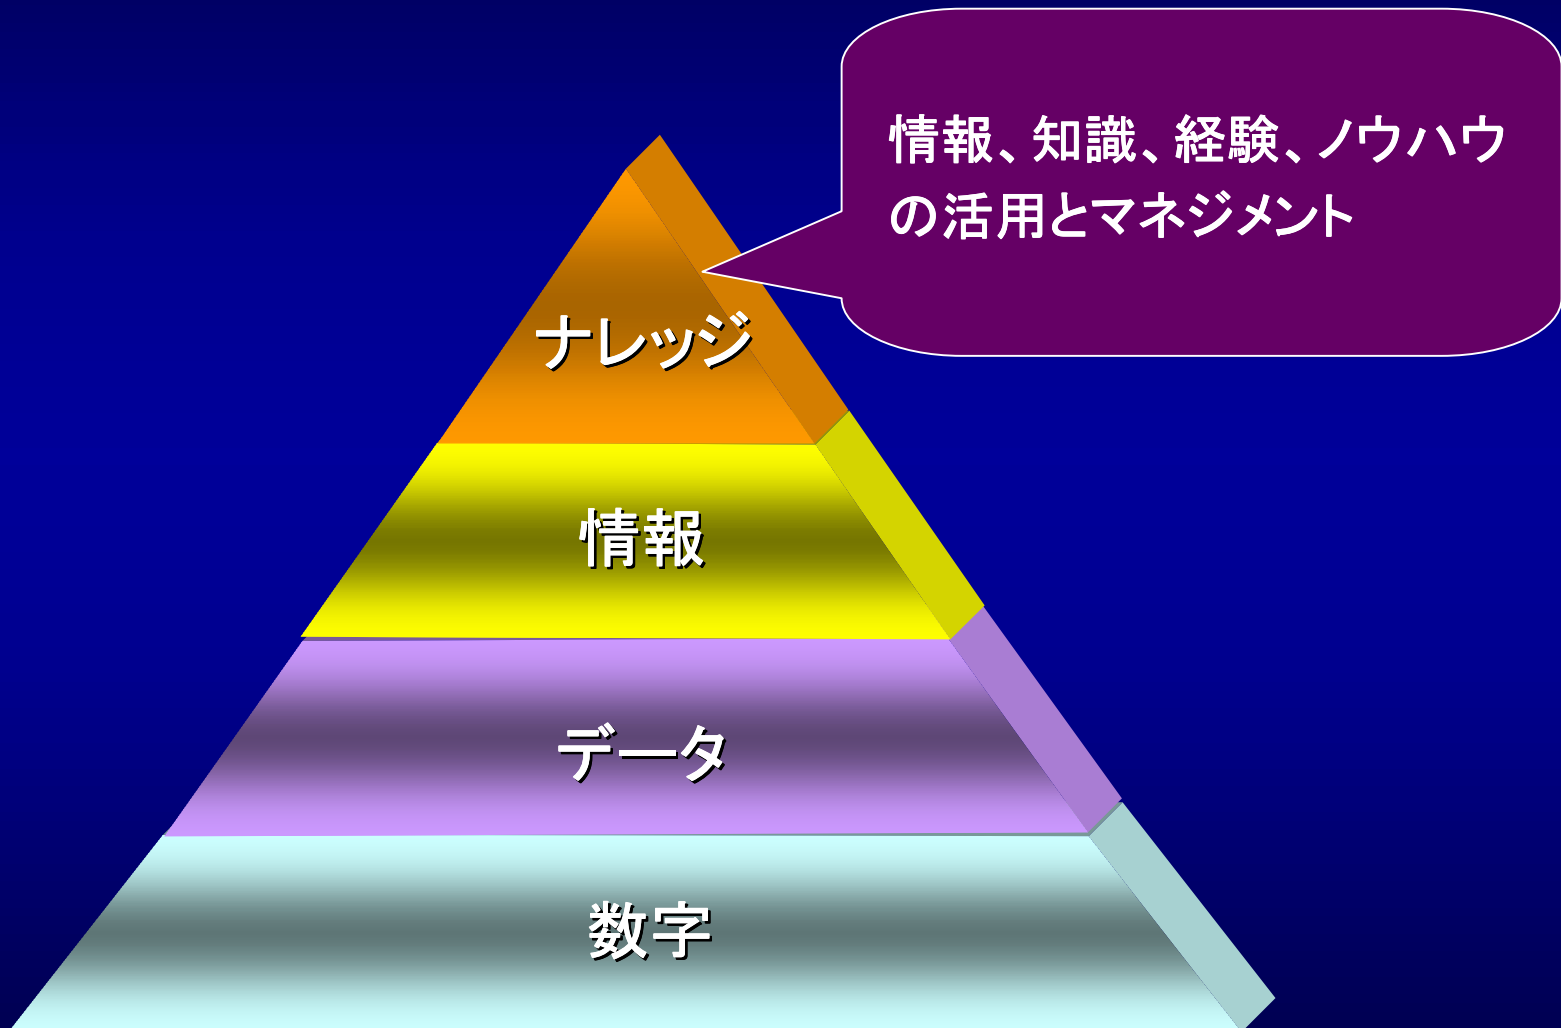 情報、知識、経験、ノウハウ
の活用とマネジメント
ナレッジ
情報
データ
数字